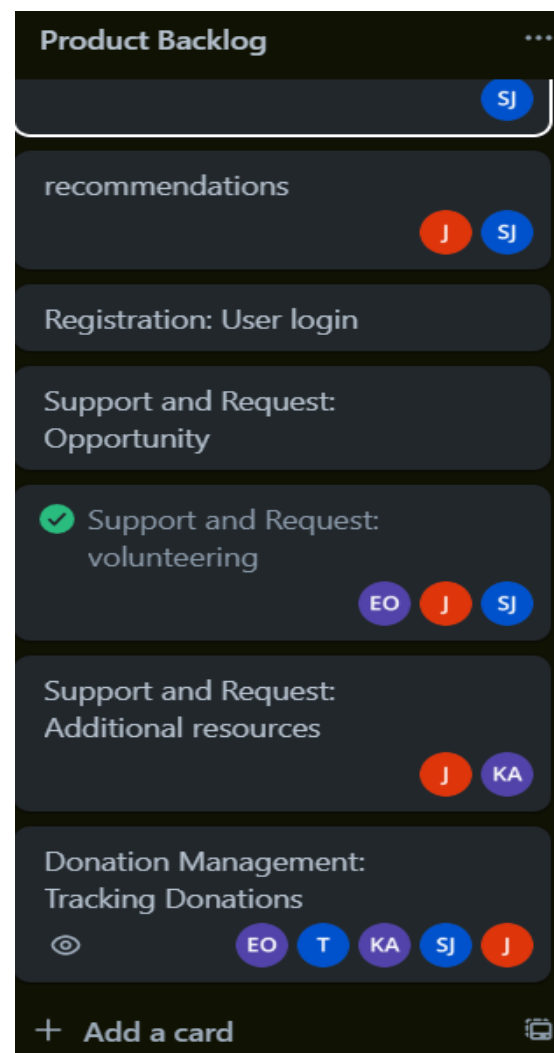 Product Backlog
SJ
recommendations
J SJ
Registration: User login
Support and Request:
Opportunity
Support and Request:
volunteering
EO J SJ
Support and Request:
Additional resources
J KA
Donation Management:
Tracking Donations
EO T KA SJ J
+ Add a card